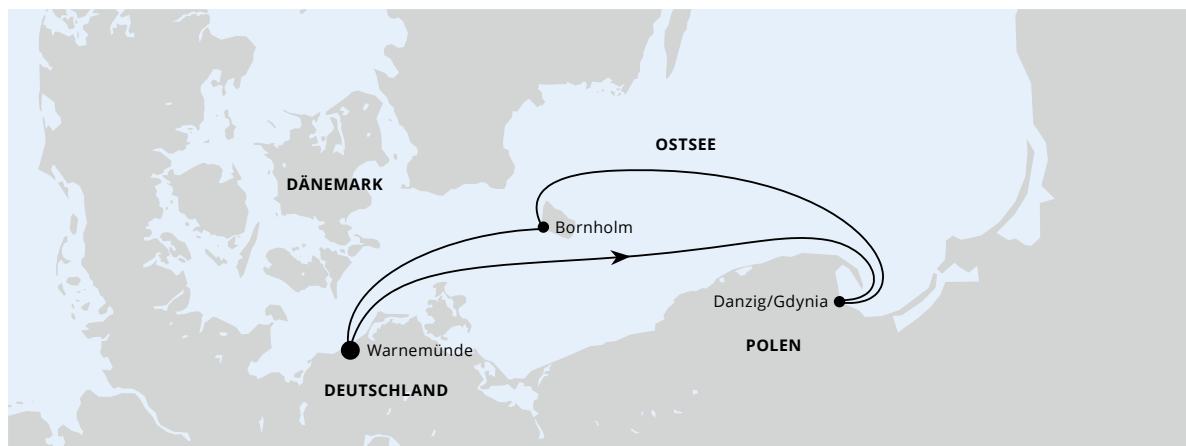 OSTSEE
DÄNEMARK
Bornholm
Danzig/Gdynia
POLEN
Warnemünde
DEUTSCHLAND